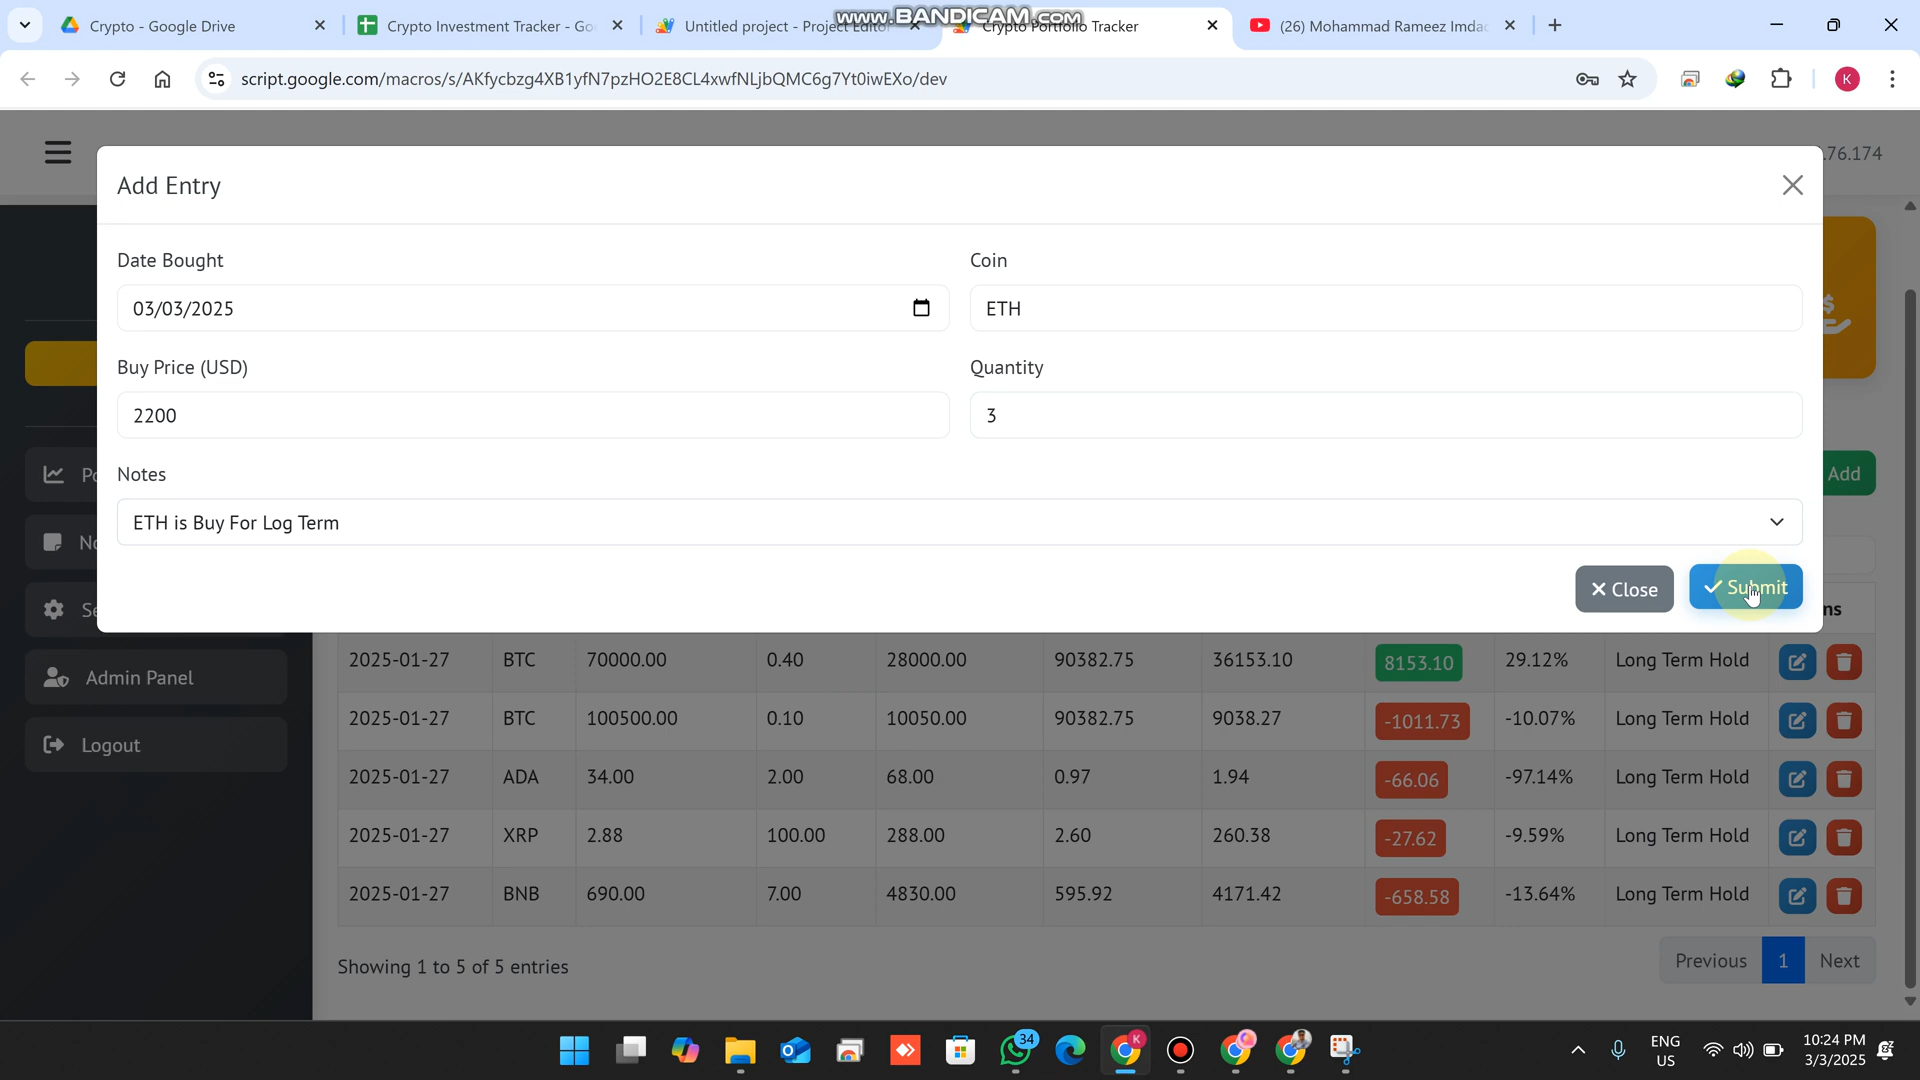 Crypto - Google Drive
Crypto Investment Tracker - Go
Untitled project - Project Editor
Crypto Portfolio Tracker
(26) Mohammad Rameez Imdac
www.BANDICAM.com
script.google.com/macros/s/AKfycbzg4XB1yfN7pzHO2E8CL4xwfNLjbQMC6g7Yt0iwEXo/dev
K
.76.174
Add Entry
Date Bought
Coin
03/03/2025
ETH
Buy Price (USD)
Quantity
2200
3
Add
Notes
ETH is Buy For Log Term
Close
Submit
ns
2025-01-27 BTC 70000.00 0.40 28000.00 90382.75 36153.10 8153.10 29.12% Long Term Hold
2025-01-27 BTC 100500.00 0.10 10050.00 90382.75 9038.27 -1011.73 -10.07% Long Term Hold
2025-01-27 ADA 34.00 2.00 68.00 0.97 1.94 -66.06 -97.14% Long Term Hold
2025-01-27 XRP 2.88 100.00 288.00 2.60 260.38 -27.62 -9.59% Long Term Hold
2025-01-27 BNB 690.00 7.00 4830.00 595.92 4171.42 -658.58 -13.64% Long Term Hold
Po
No
Se
Admin Panel
Logout
Showing 1 to 5 of 5 entries
Previous 1 Next
34
K
ENG
US
10:24 PM
3/3/2025